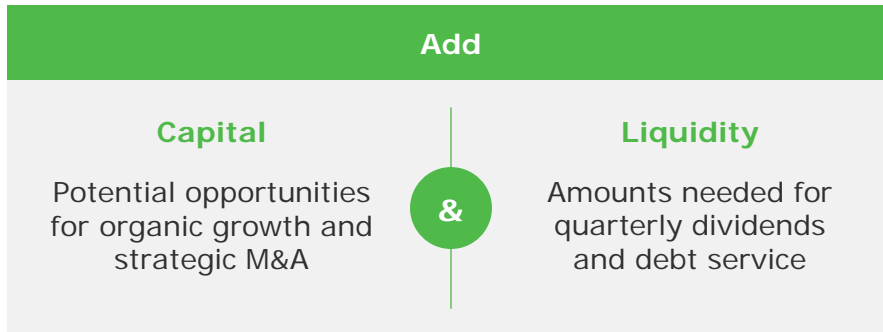 Add
Capital
Potential opportunities
for organic growth and
strategic M&A
&
Liquidity
Amounts needed for
quarterly dividends
and debt service